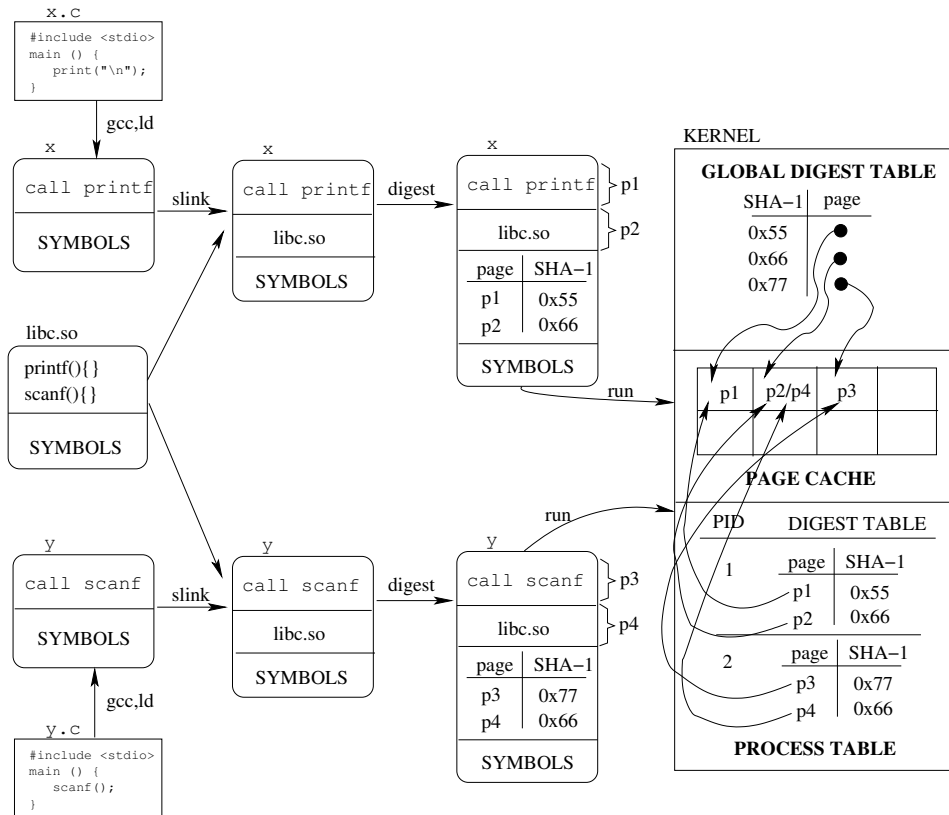 x.c
#include <stdio>
main () {
print("\n");
}
gcc,ld
x
call printf
SYMBOLS
slink
x
call printf
libc.so
SYMBOLS
digest
x
call printf
p1
libc.so
p2
page SHA-1
p1 0x55
p2 0x66
SYMBOLS
run
libc.so
printf(){}
scanf(){}
SYMBOLS
y
call scanf
SYMBOLS
slink
gcc,ld
y.c
#include <stdio>
main () {
scanf();
}
y
call scanf
libc.so
SYMBOLS
digest
run
y
call scanf
p3
libc.so
p4
page SHA-1
p3 0x77
p4 0x66
SYMBOLS
KERNEL
GLOBAL DIGEST TABLE
SHA-1 page
0x55
0x66
0x77
p1 p2/p4 p3
PAGE CACHE
PID DIGEST TABLE
1
page SHA-1
p1 0x55
p2 0x66
2
page SHA-1
p3 0x77
p4 0x66
PROCESS TABLE